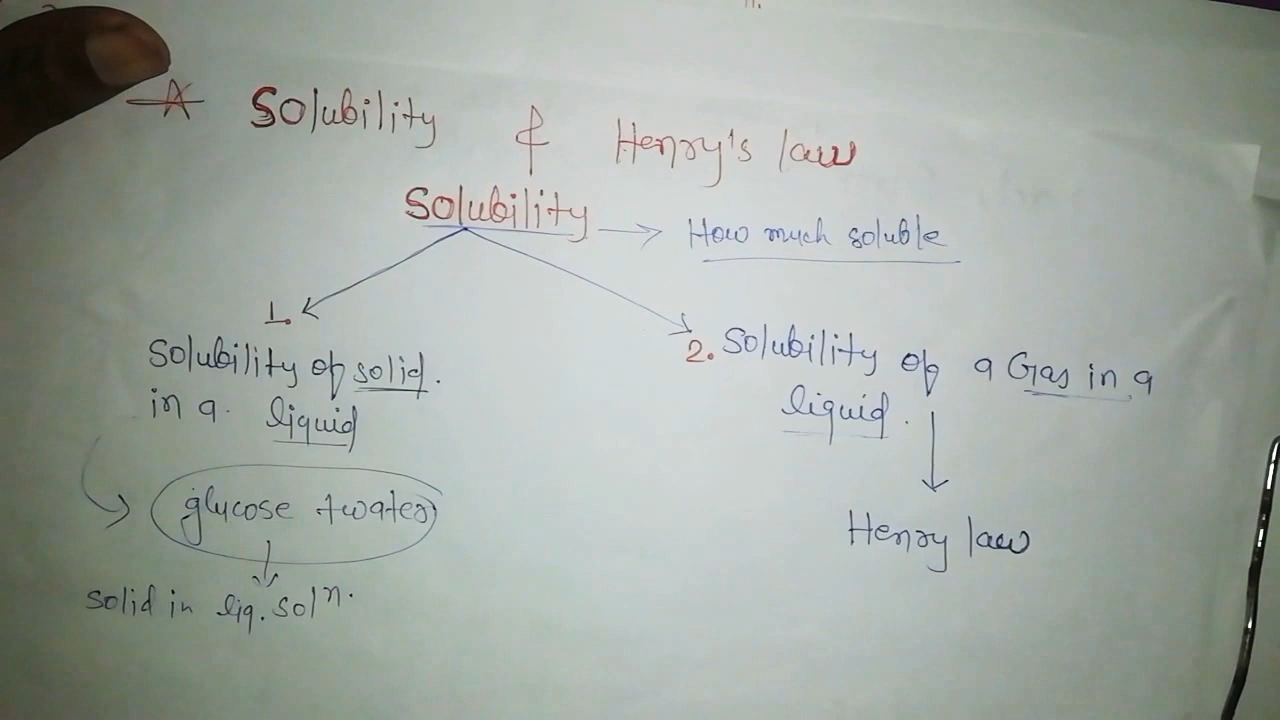 A Solubility & Henry's law
Solubility → How much soluble
1.
Solubility of solid.
in a. liquid
2. Solubility of a Gas in a
liquid.
glucose + water
Henry law
solid in liq. solⁿ.